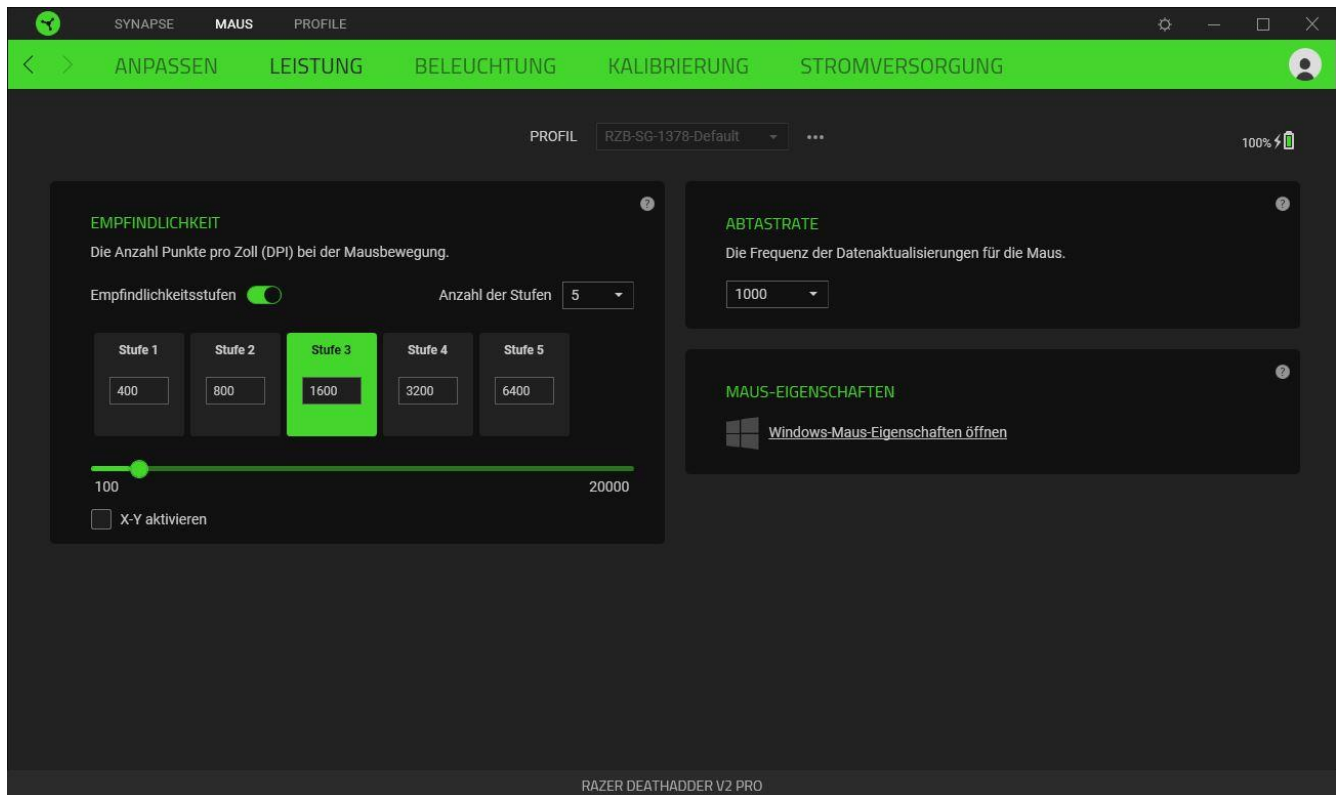 SYNAPSE MAUS PROFILE
ANPASSEN LEISTUNG BELEUCHTUNG KALIBRIERUNG STROMVERSORGUNG
PROFIL RZB-SG-1378-Default
100%
EMPFINDLICHKEIT
Die Anzahl Punkte pro Zoll (DPI) bei der Mausbewegung.
Empfindlichkeitsstufen Anzahl der Stufen 5
Stufe 1 Stufe 2 Stufe 3 Stufe 4 Stufe 5
400 800 1600 3200 6400
100 20000
X-Y aktivieren
ABTASTRATE
Die Frequenz der Datenaktualisierungen für die Maus.
1000
MAUS-EIGENSCHAFTEN
Windows-Maus-Eigenschaften öffnen
RAZER DEATHADDER V2 PRO